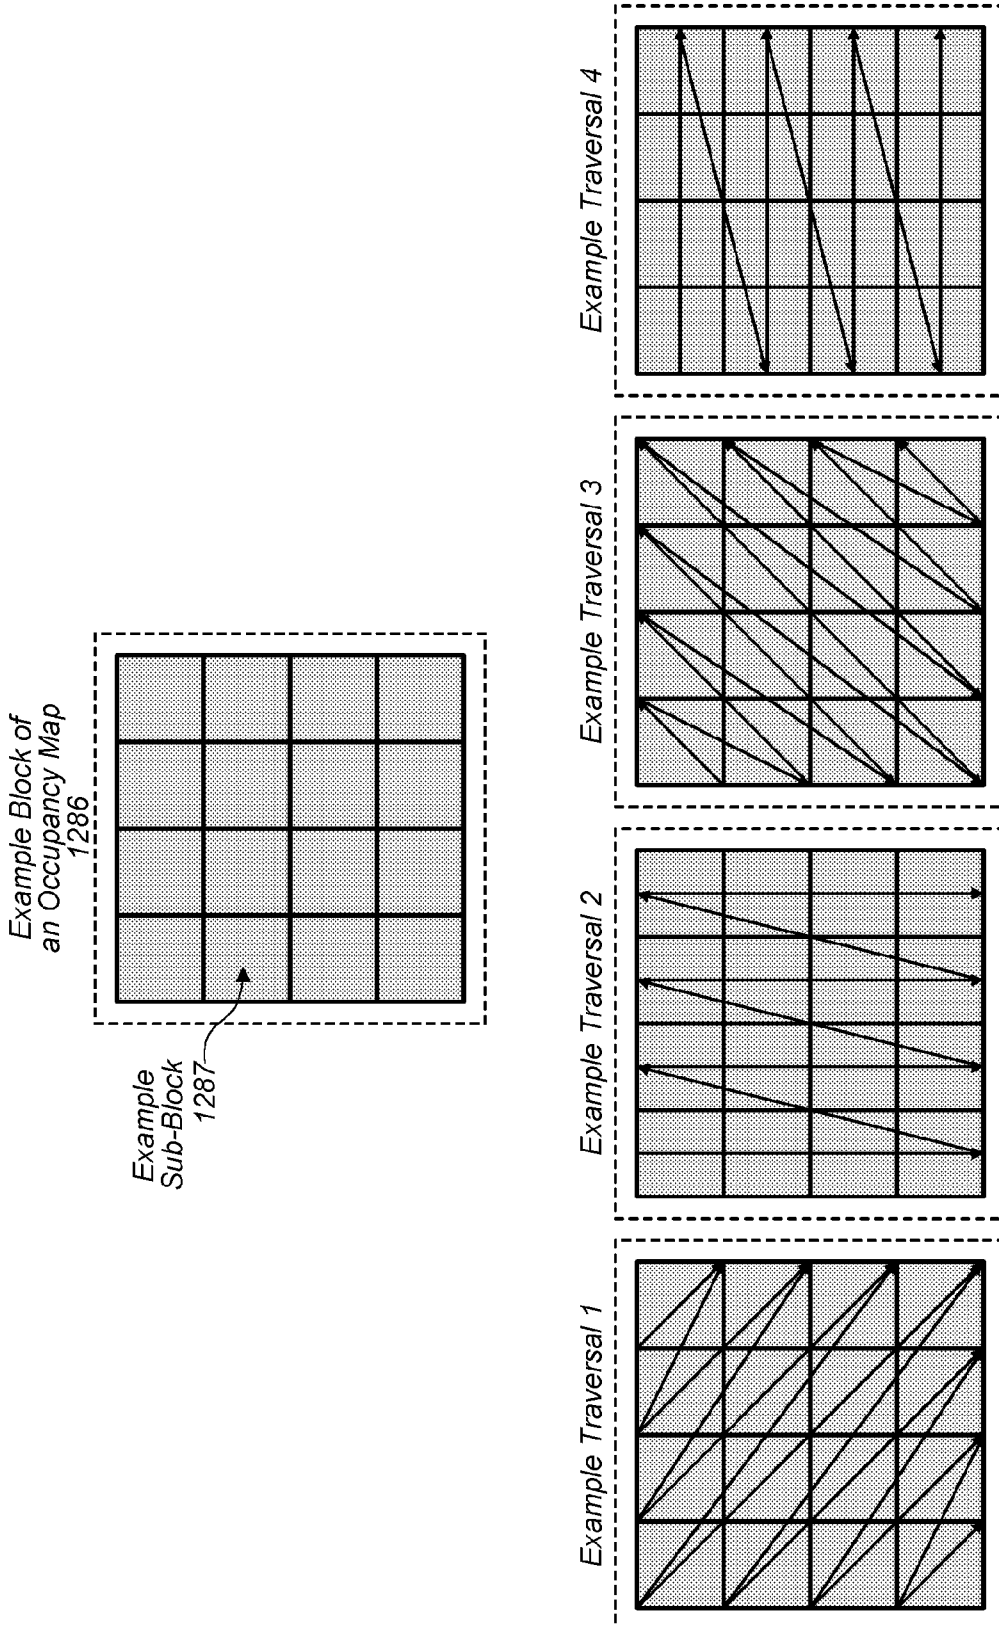 Example Block of
an Occupancy Map
1286
Example
Sub-Block
1287
Example Traversal 1
Example Traversal 2
Example Traversal 3
Example Traversal 4